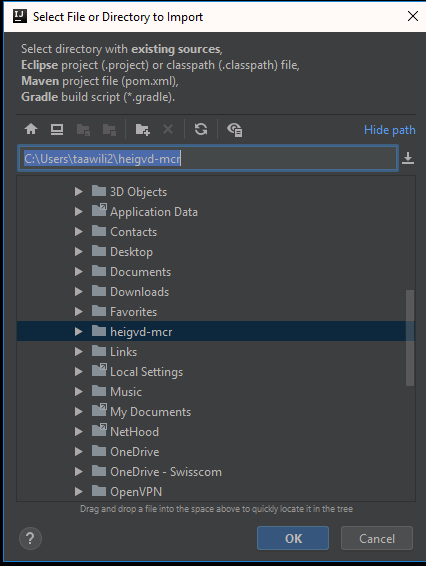 Select File or Directory to Import
Select directory with existing sources,
Eclipse project (.project) or classpath (.classpath) file,
Maven project file (pom.xml),
Gradle build script (*.gradle).
Hide path
C:\Users\taawili2\heigvd-mcr
3D Objects
Application Data
Contacts
Desktop
Documents
Downloads
Favorites
heigvd-mcr
Links
Local Settings
Music
My Documents
NetHood
OneDrive
OneDrive - Swisscom
OpenVPN
Drag and drop a file into the space above to quickly locate it in the tree
? OK Cancel